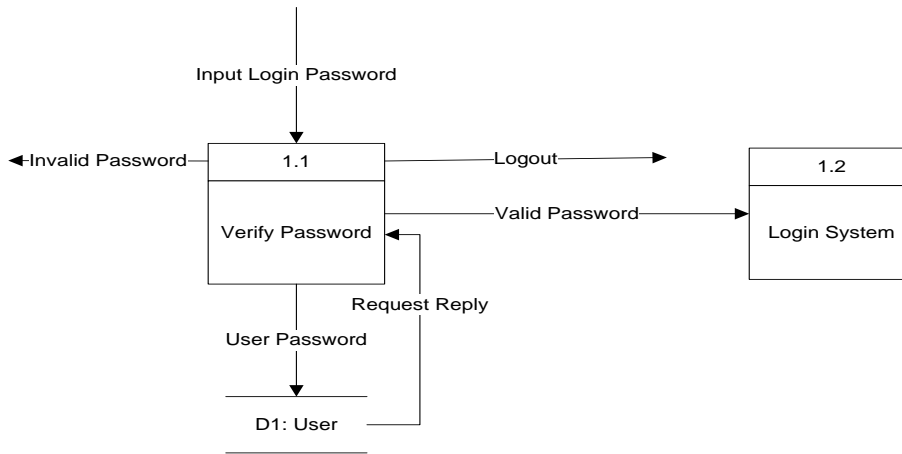 Input Login Password
Invalid Password
1.1
Logout
1.2
Verify Password
Valid Password
Login System
Request Reply
User Password
D1: User